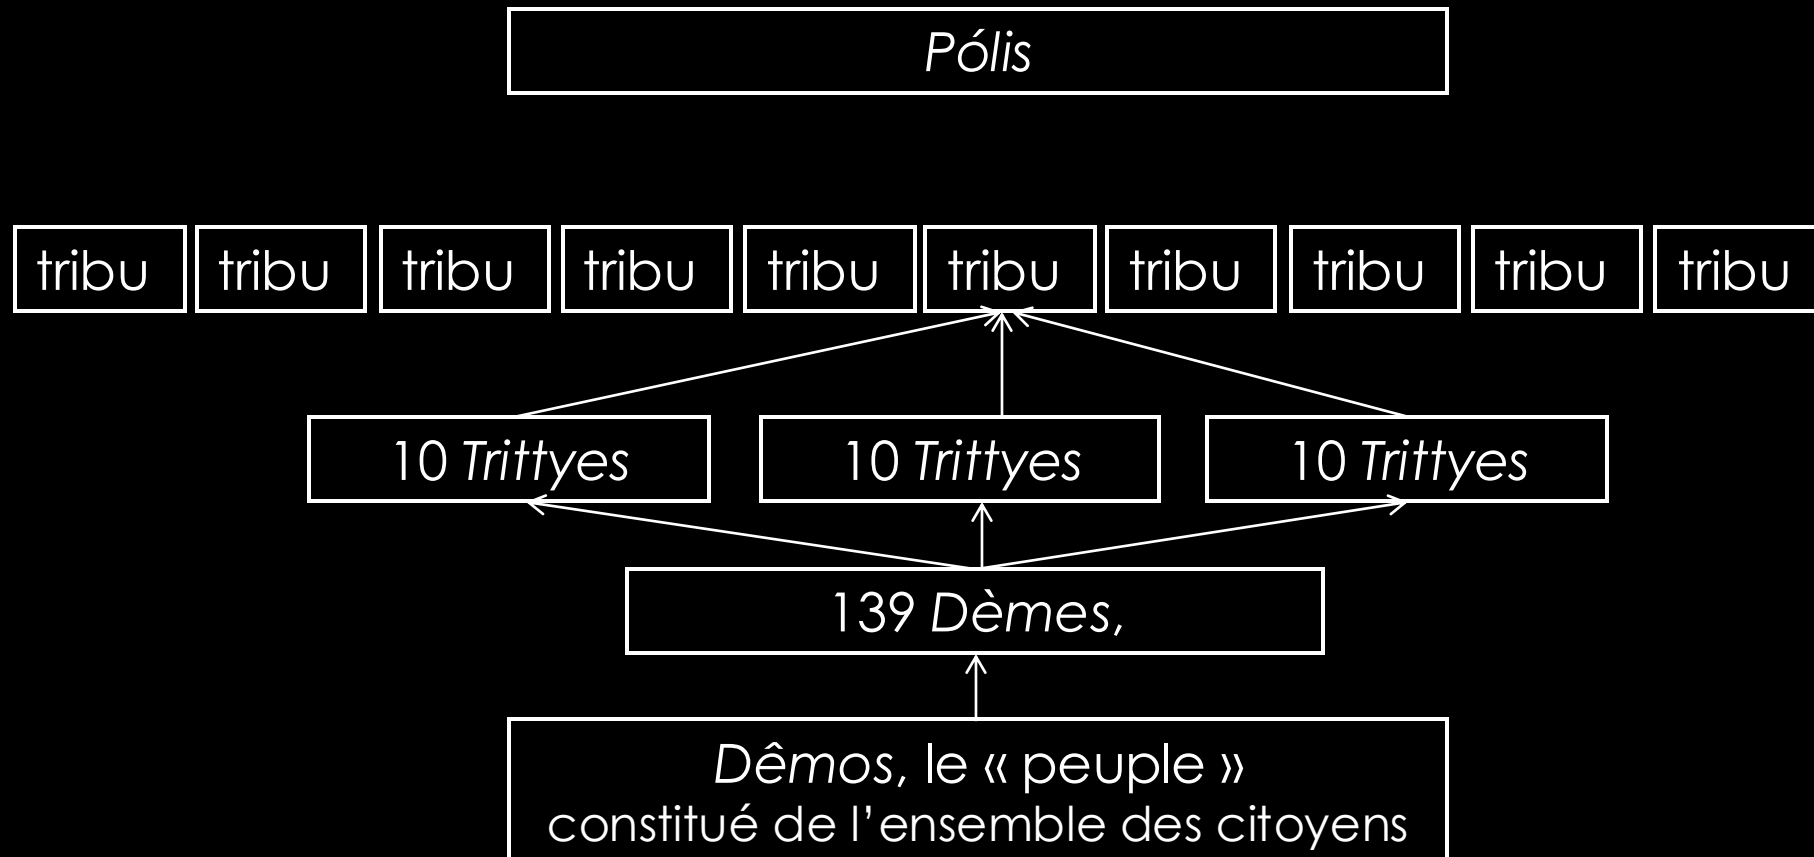 Pólis
tribu tribu tribu tribu tribu tribu tribu tribu tribu tribu
10 Trittyes 10 Trittyes 10 Trittyes
139 Dèmes,
Dêmos, le « peuple »
constitué de l’ensemble des citoyens